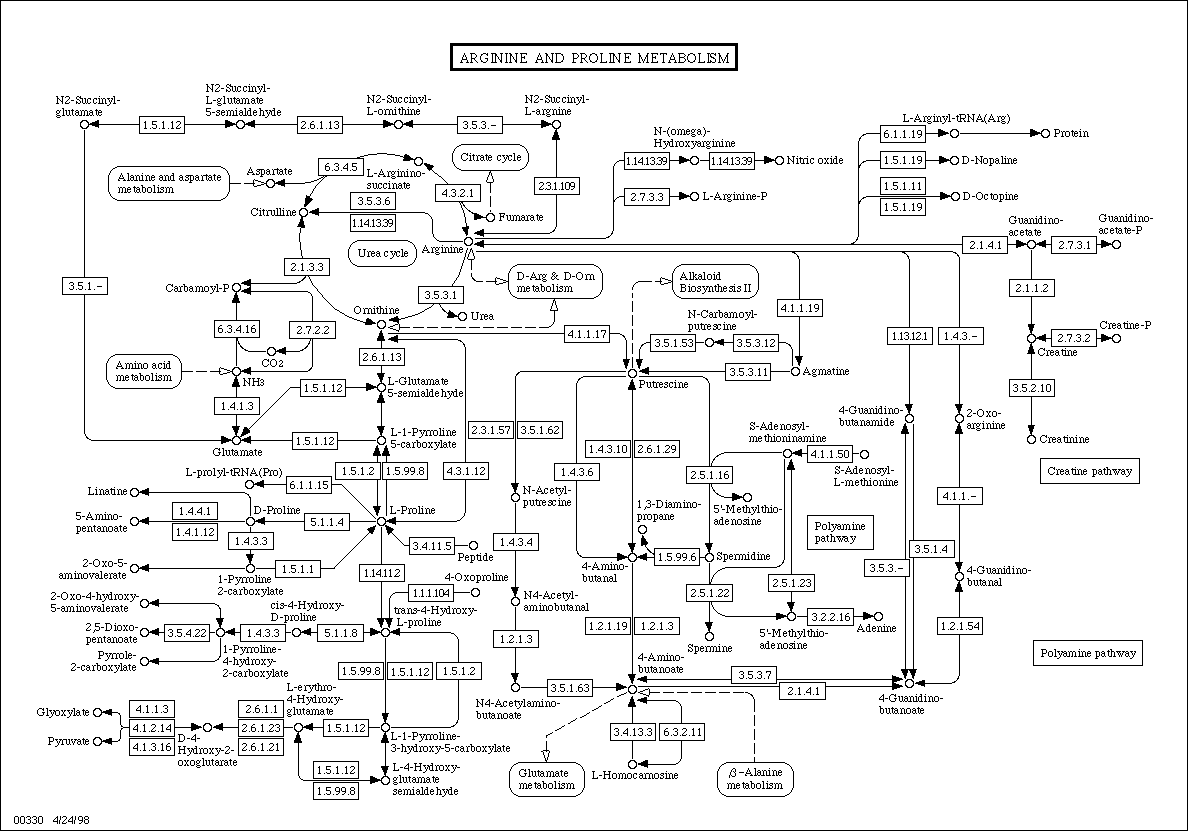 ARGININE AND PROLINE METABOLISM
N2-Succinyl-
glutamate
N2-Succinyl-
L-glutamate
5-semialdehyde
N2-Succinyl-
L-ornithine
N2-Succinyl-
L-arginine
1.5.1.12
2.6.1.13
3.5.3.-
N-(omega)-
Hydroxyarginine
L-Arginyl-tRNA(Arg)
6.1.1.19
Protein
1.14.13.39
1.14.13.39
Nitric oxide
1.5.1.19
D-Nopaline
Alanine and aspartate
metabolism
Aspartate
6.3.4.5
L-Arginino-
succinate
Citrate cycle
4.3.2.1
2.3.1.109
2.7.3.3
L-Arginine-P
1.5.1.11
1.5.1.19
D-Octopine
Citrulline
3.5.3.6
1.14.13.39
Fumarate
Urea cycle
Arginine
Guanidino-
acetate
Guanidino-
acetate-P
2.1.4.1
2.7.3.1
2.1.3.3
3.5.1.-
Carbamoyl-P
3.5.3.1
D-Arg & D-Orn
metabolism
Alkaloid
Biosynthesis II
2.1.1.2
4.1.1.19
Ornithine
Urea
6.3.4.16
2.7.2.2
4.1.1.17
N-Carbamoyl-
putrescine
3.5.1.53
3.5.3.12
1.13.12.1
1.4.3.-
Creatine-P
2.7.3.2
Creatine
CO2
2.6.1.13
Amino acid
metabolism
NH3
3.5.3.11
Agmatine
Putrescine
1.5.1.12
L-Glutamate
5-semialdehyde
3.5.2.10
1.4.1.3
4-Guanidino-
butanamide
2-Oxo-
arginine
2.3.1.57
3.5.1.62
Glutamate
1.5.1.12
L-1-Pyrroline
5-carboxylate
1.4.3.10
2.6.1.29
S-Adenosyl-
methioninamine
4.1.1.50
S-Adenosyl-
L-methionine
Creatinine
L-prolyl-tRNA(Pro)
6.1.1.15
1.5.1.2
1.5.99.8
4.3.1.12
1.4.3.6
2.5.1.16
Creatine pathway
Linatine
N-Acetyl-
putrescine
1,3-Diamino-
propane
5'-Methylthio-
adenosine
4.1.1.-
D-Proline
L-Proline
5-Amino-
pentanoate
1.4.4.1
1.4.1.12
5.1.1.4
Polyamine
pathway
1.4.3.3
3.4.11.5
Peptide
1.4.3.4
3.5.1.4
2-Oxo-5-
aminovalerate
1.5.1.1
1-Pyrroline
2-carboxylate
4-Amino-
butanal
1.5.99.6
Spermidine
3.5.3.-
4-Guanidino-
butanal
1.14.11.2
4-Oxoproline
1.1.1.104
2.5.1.22
2.5.1.23
2-Oxo-4-hydroxy-
5-aminovalerate
cis-4-Hydroxy-
D-proline
trans-4-Hydroxy-
L-proline
N4-Acetyl-
aminobutanal
3.2.2.16
Adenine
2,5-Dioxo-
pentanoate
3.5.4.22
1.4.3.3
5.1.1.8
1.2.1.3
1.2.1.19
1.2.1.3
Spermine
5'-Methylthio-
adenosine
1.2.1.54
Pyrrole-
2-carboxylate
1-Pyrroline-
4-hydroxy-
2-carboxylate
1.5.99.8
1.5.1.12
1.5.1.2
4-Amino-
butanoate
Polyamine pathway
3.5.1.63
3.5.3.7
2.1.4.1
N4-Acetylamino-
butanoate
4-Guanidino-
butanoate
L-erythro-
4-Hydroxy-
glutamate
Glyoxylate
4.1.1.3
4.1.2.14
4.1.3.16
2.6.1.1
2.6.1.23
2.6.1.21
1.5.1.12
Pyruvate
D-4-
Hydroxy-2-
oxoglutarate
L-1-Pyrroline-
3-hydroxy-5-carboxylate
3.4.13.3
6.3.2.11
1.5.1.12
1.5.99.8
L-4-Hydroxy-
glutamate
semialdehyde
Glutamate
metabolism
L-Homocarnosine
β-Alanine
metabolism
00330 4/24/98